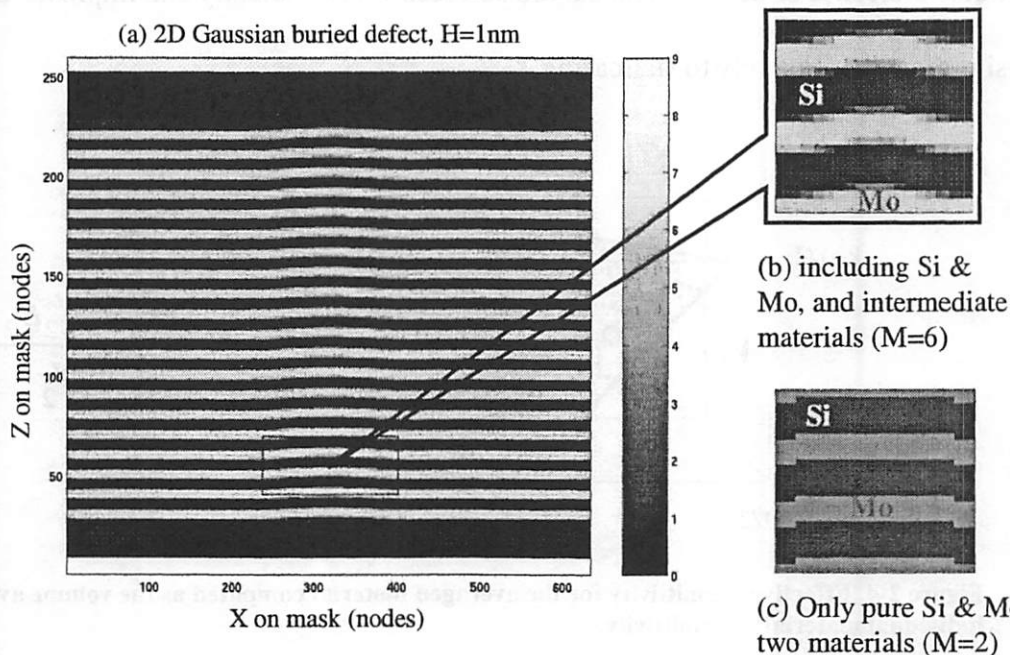 (a) 2D Gaussian buried defect, H=1nm
250
200
150
100
50
Z on mask (nodes)
100
200
300
400
500
600
X on mask (nodes)
9
8
7
6
5
4
3
2
1
0
Si
Mo
(b) including Si &
Mo, and intermediate
materials (M=6)
Si
Mo
(c) Only pure Si &
two materials (M=2)